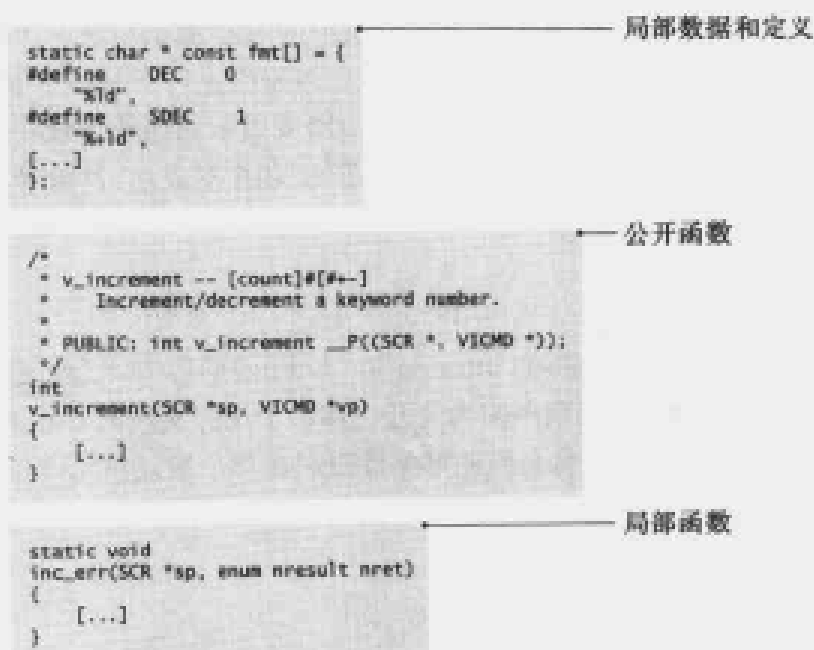 局部数据和定义
static char * const fmt[] = {
#define DEC 0
"%ld",
#define SDEC 1
"%+ld",
[...]
};
公开函数
/*
* v_increment -- [count]#[#+-]
* Increment/decrement a keyword number.
*
* PUBLIC: int v_increment __P((SCR *, VICMD *));
*/
int
v_increment(SCR *sp, VICMD *vp)
{
[...]
}
局部函数
static void
inc_err(SCR *sp, enum nresult nret)
{
[...]
}